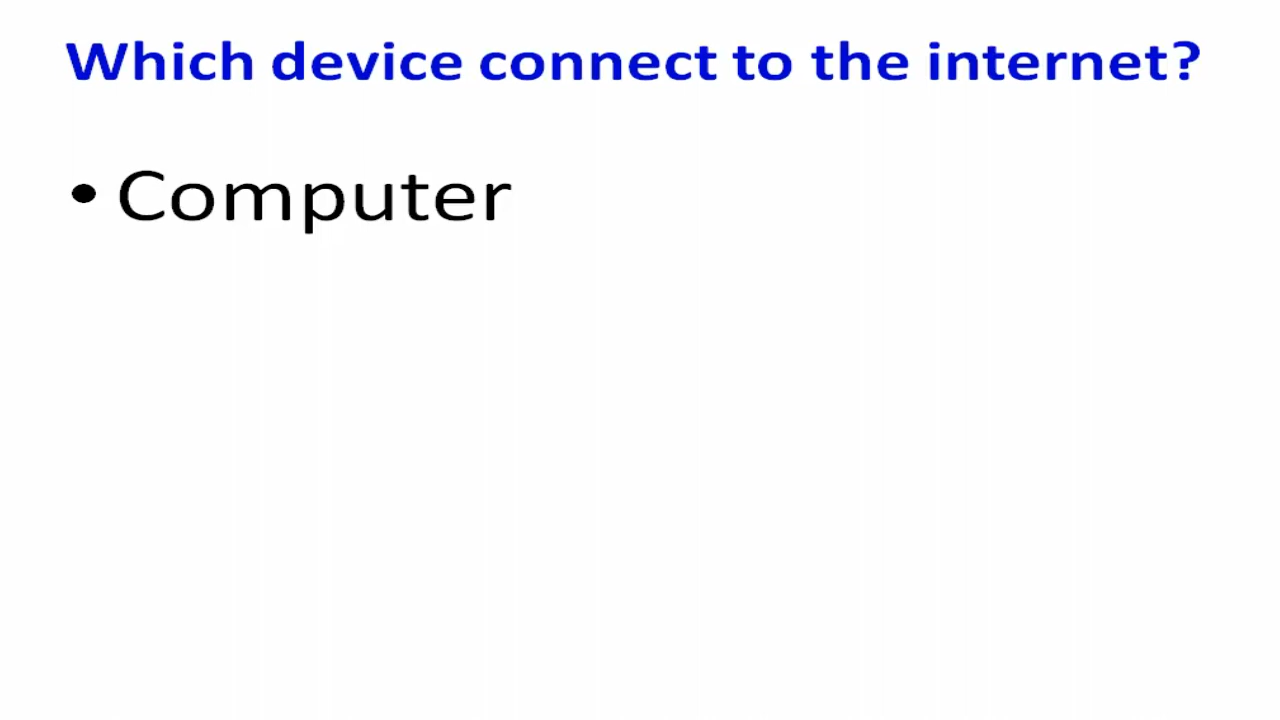 Which device connect to the internet?
• Computer